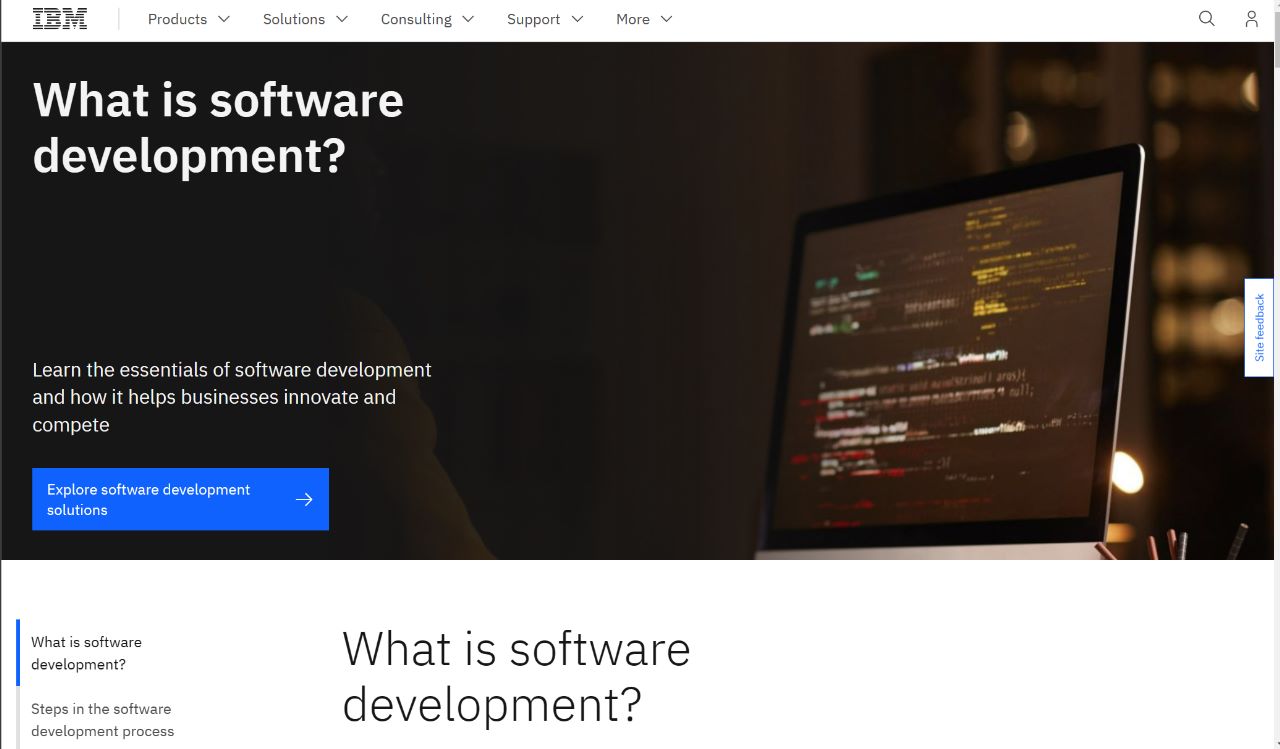 IBM
Products
Solutions
Consulting
Support
More
What is software
development?
Learn the essentials of software development
and how it helps businesses innovate and
compete
Explore software development
solutions
Site feedback
What is software
development?
Steps in the software
development process
What is software
development?